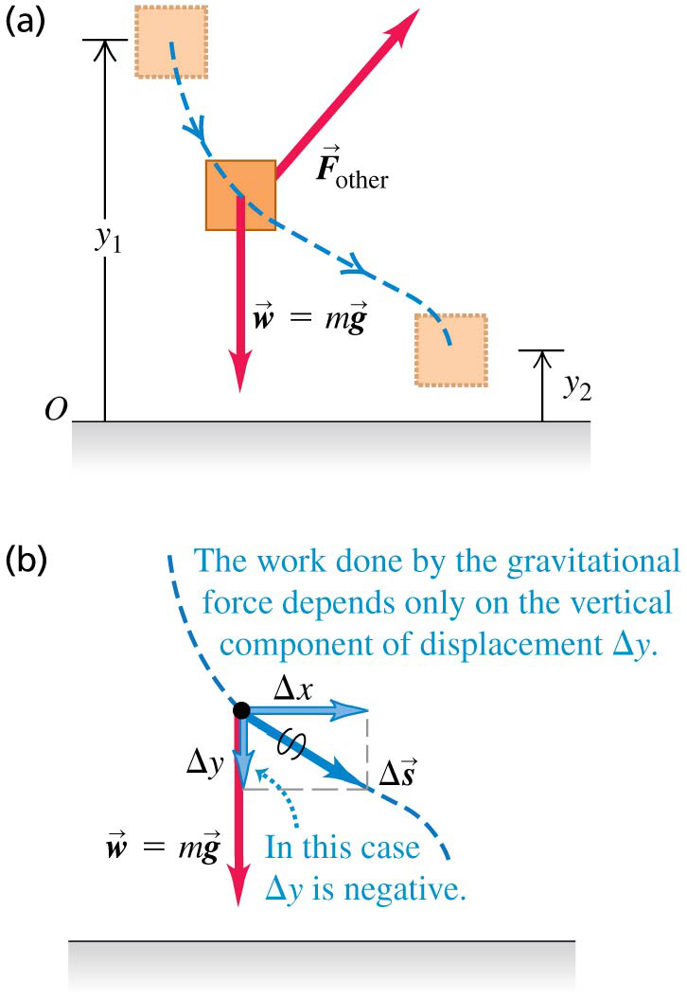 (a)
F⃗other
y₁
w⃗ = mg⃗
y₂
O
(b)
The work done by the gravitational
force depends only on the vertical
component of displacement Δy.
Δx
Δy
Δs⃗
w⃗ = mg⃗
In this case
Δy is negative.